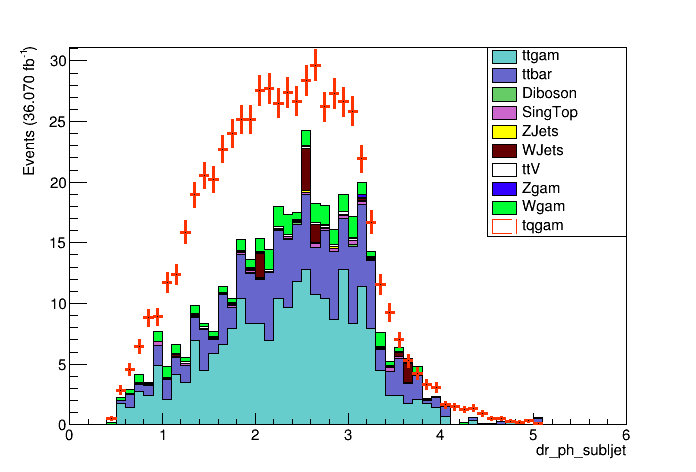 Events (36.070 fb⁻¹)
30
25
20
15
10
5
0
0 1 2 3 4 5 6
dr_ph_subljet
ttgam
ttbar
Diboson
SingTop
ZJets
WJets
ttV
Zgam
Wgam
tqgam